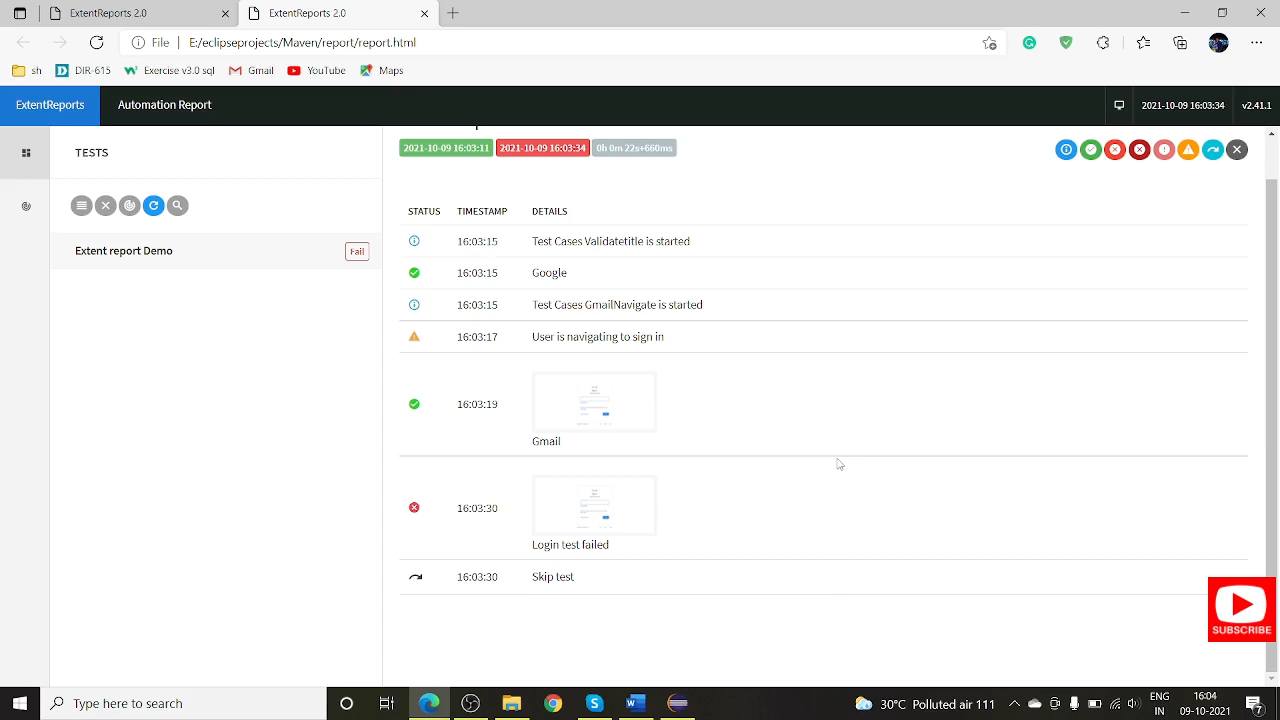 EXtentReports 2.0
EXtentReports 2.0
File
E:/eclipseprojects/Maven/report/report.html
sh
DIR-615
Exercise v3.0 sql
Gmail
YouTube
Maps
ExtentReports
Automation Report
2021-10-09 16:03:34
v2.41.1
TESTS
2021-10-09 16:03:11
2021-10-09 16:03:34
0h 0m 22s+660ms
Extent report Demo
Fail
STATUS TIMESTAMP DETAILS
16:03:15 Test Cases Validatetitle is started
16:03:15 Google
16:03:15 Test Cases GmailNavigate is started
16:03:17 User is navigating to sign in
16:03:19
Gmail
16:03:30
Login test failed
16:03:30 Skip test
SUBSCRIBE
Type here to search
30°C Polluted air 111
ENG
IN
16:04
09-10-2021